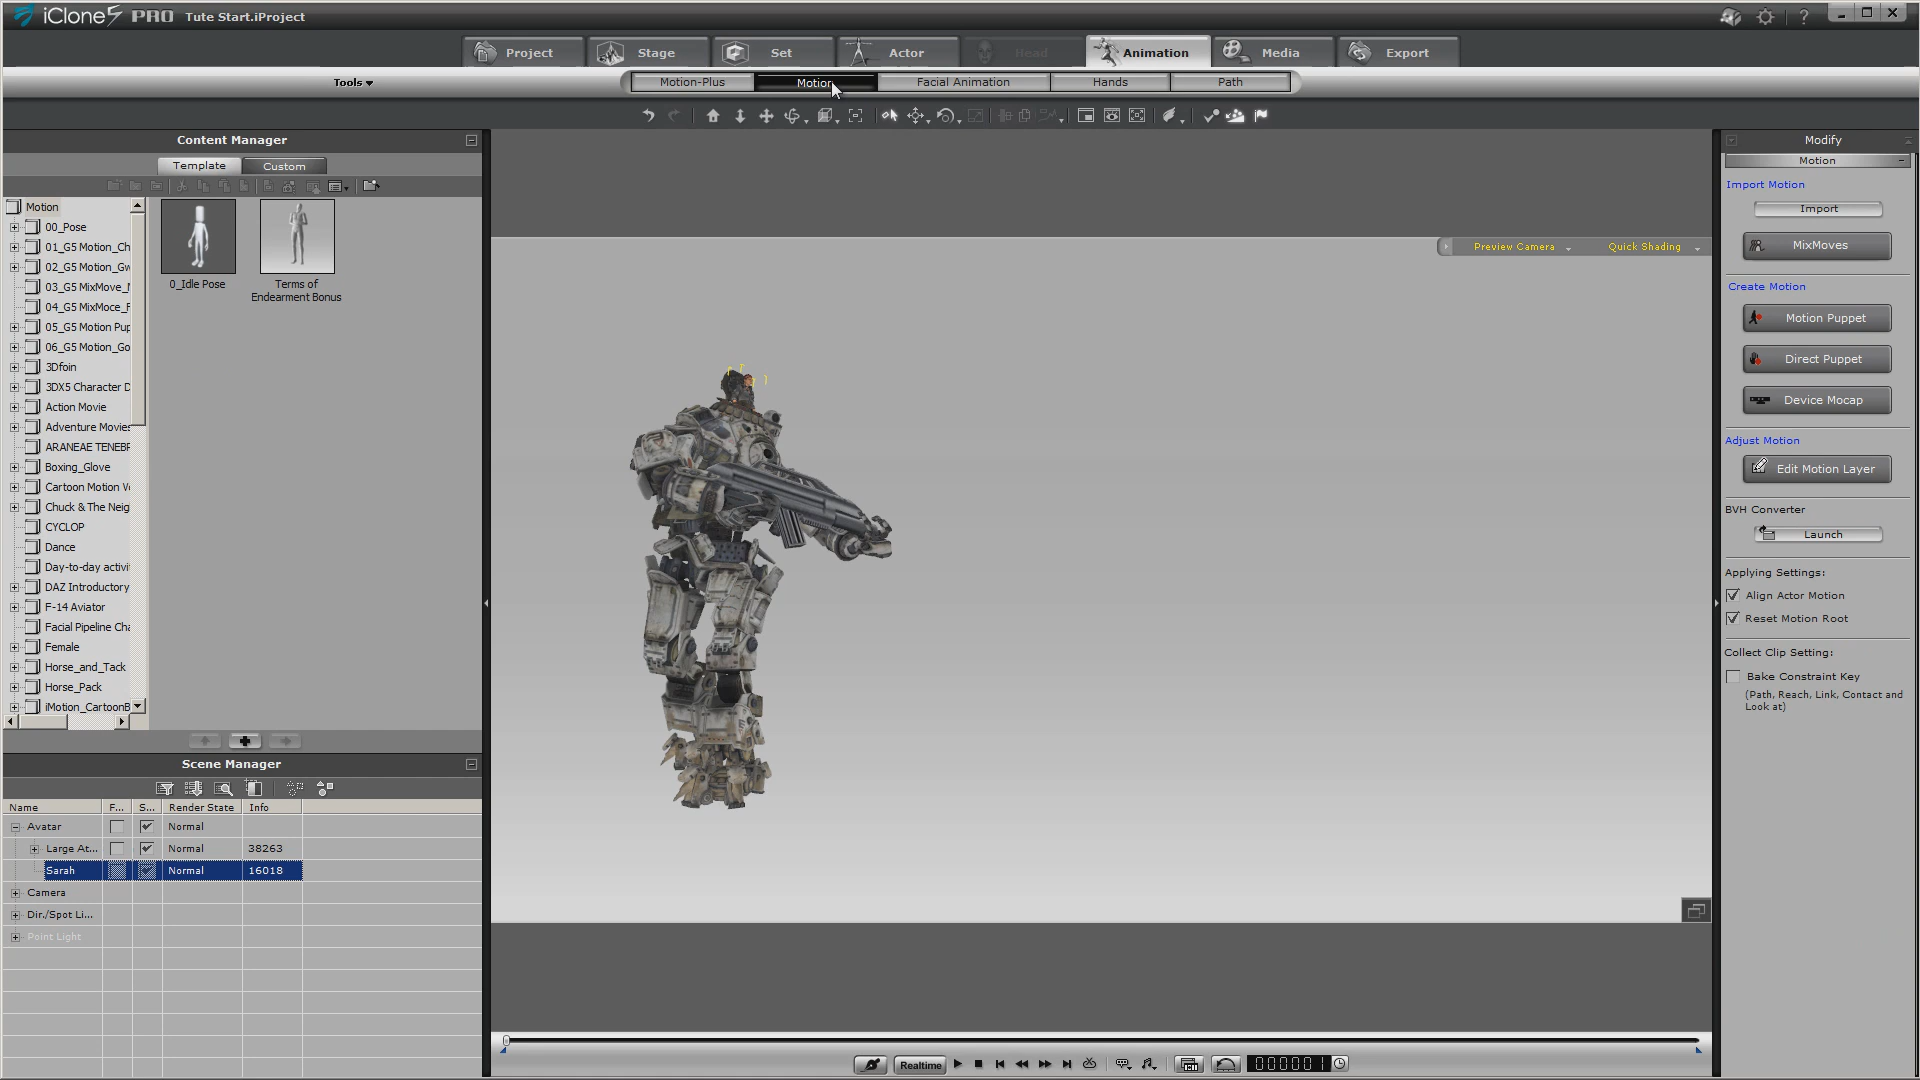 iClone5 PRO Tute Start.iProject
Project Stage Set Actor Head Animation Media Export
Tools Motion-Plus Motion Facial Animation Hands Path
Content Manager
Template Custom
Motion
00_Pose
01_G5 Motion_Ch
02_G5 Motion_Gw
03_G5 MixMove_
04_G5 MixMoce_F
05_G5 Motion Pup
06_G5 Motion_Go
3Dfoin
3DX5 Character D
Action Movie
Adventure Movies
ARANEAE TENEBR
Boxing_Glove
Cartoon Motion
Chuck & The Neig
CYCLOP
Dance
Day-to-day activi
DAZ Introductory
F-14 Aviator
Facial Pipeline Cha
Female
Horse_and_Tack
Horse_Pack
iMotion_CartoonB
0_Idle Pose
Terms of
Endearment Bonus
Scene Manager
Name F... S... Render State Info
Avatar Normal
Large At... Normal 38263
Sarah Normal 16018
Camera
Dir./Spot Li...
Point Light
Preview Camera Quick Shading
Realtime
000001
Modify
Motion
Import Motion
Import
MixMoves
Create Motion
Motion Puppet
Direct Puppet
Device Mocap
Adjust Motion
Edit Motion Layer
BVH Converter
Launch
Applying Settings:
Align Actor Motion
Reset Motion Root
Collect Clip Setting:
Bake Constraint Key
(Path, Reach, Link, Contact and
Look at)